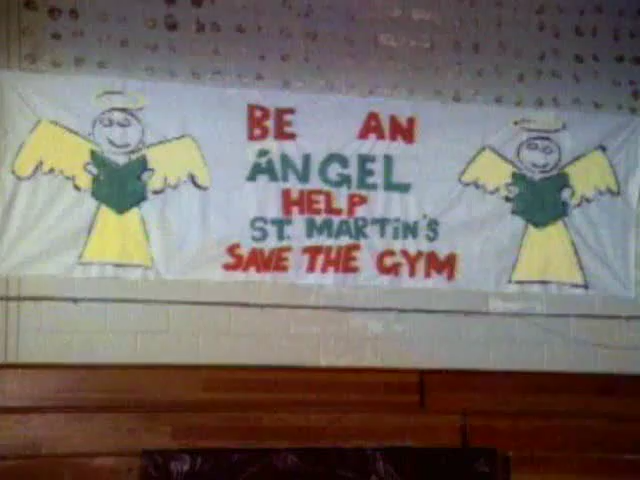 BE AN
ANGEL
HELP
ST. MARTiN'S
SAVE THE GYM